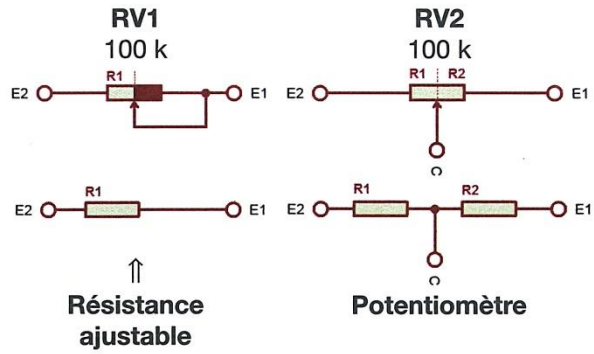 RV1
100 k
R1
E2 E1
R1
E2 E1
⇑
Résistance
ajustable
RV2
100 k
R1 R2
E2 E1
C
R1 R2
E2 E1
C
Potentiomètre